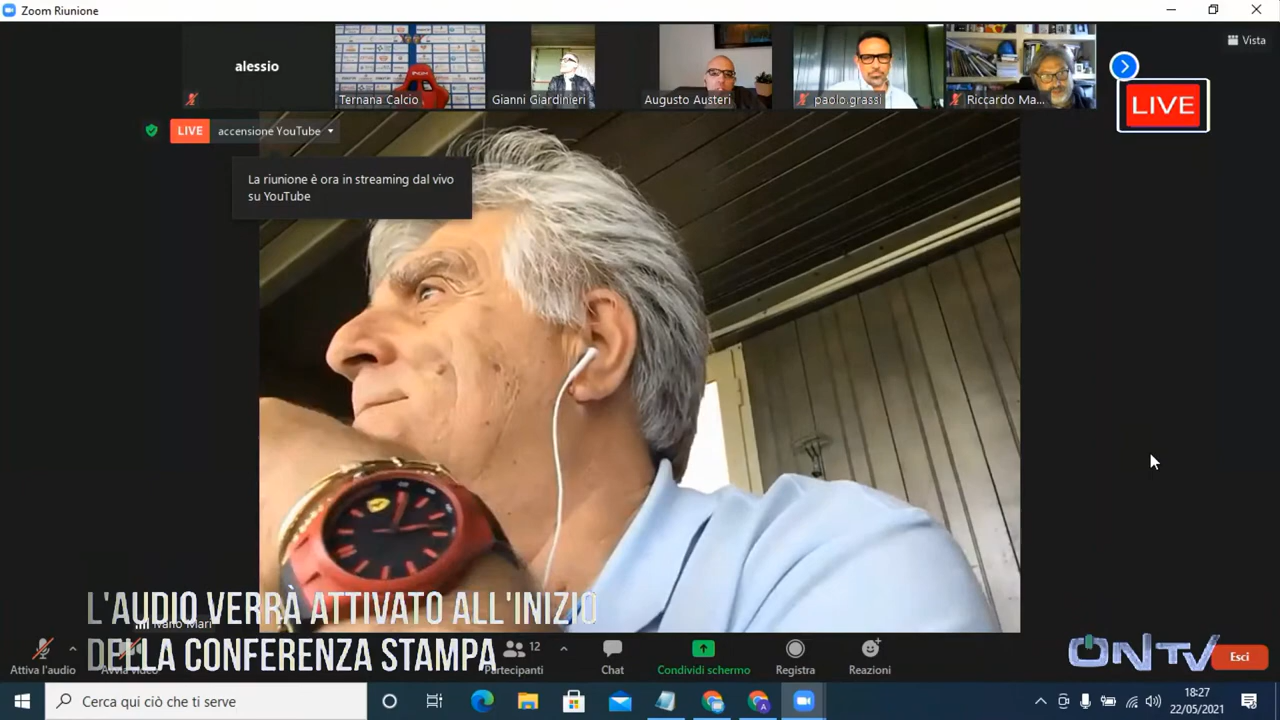 Zoom Riunione
Vista
alessio
Ternana Calcio
Gianni Giardinieri
Augusto Austeri
paolo.grassi
Riccardo Ma...
LIVE
LIVE
accensione YouTube
La riunione è ora in streaming dal vivo
su YouTube
L'AUDIO VERRÀ ATTIVATO ALL'INIZIO
Ivano Mari
DELLA CONFERENZA STAMPA
12
Attiva l'audio
Avvia video
Partecipanti
Chat
Condividi schermo
Registra
Reazioni
ONTV
Esci
Cerca qui ciò che ti serve
18:27
22/05/2021